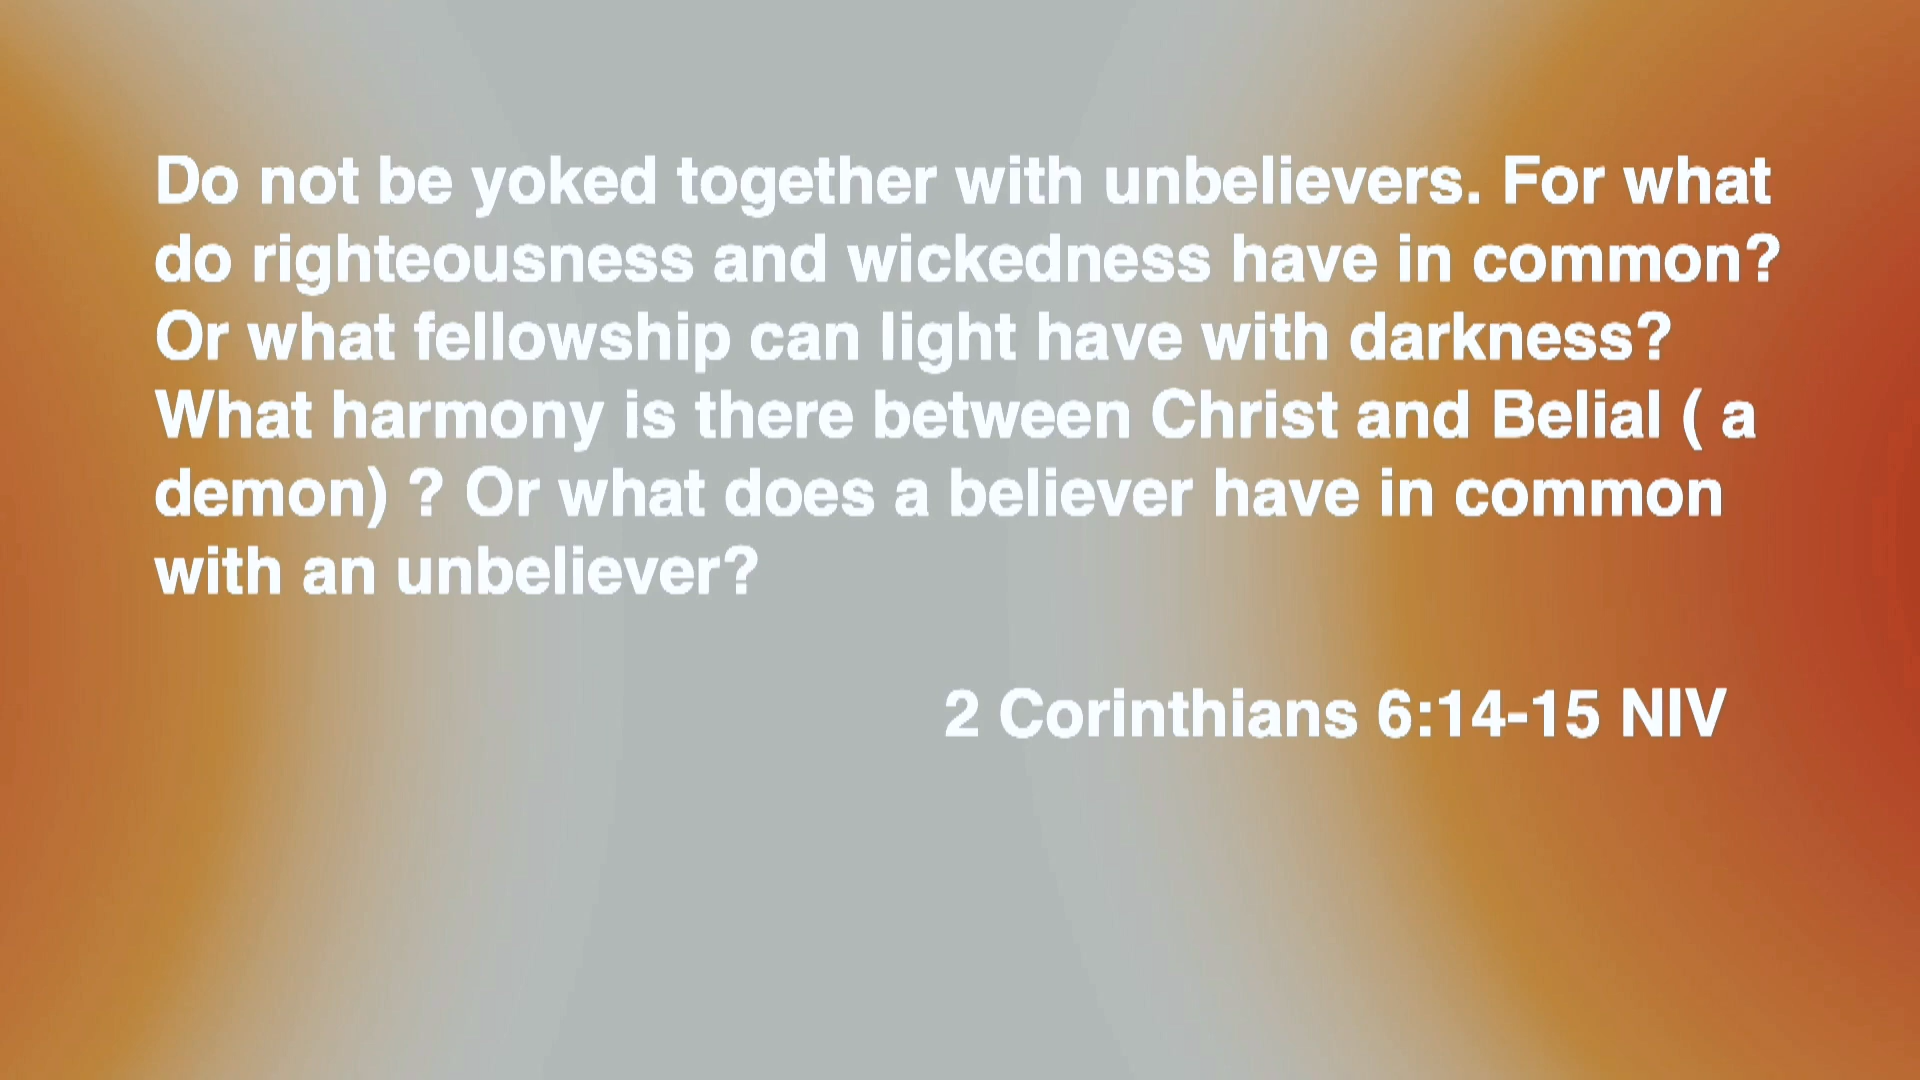 Do not be yoked together with unbelievers. For what
do righteousness and wickedness have in common?
Or what fellowship can light have with darkness?
What harmony is there between Christ and Belial ( a
demon) ? Or what does a believer have in common
with an unbeliever?
2 Corinthians 6:14-15 NIV